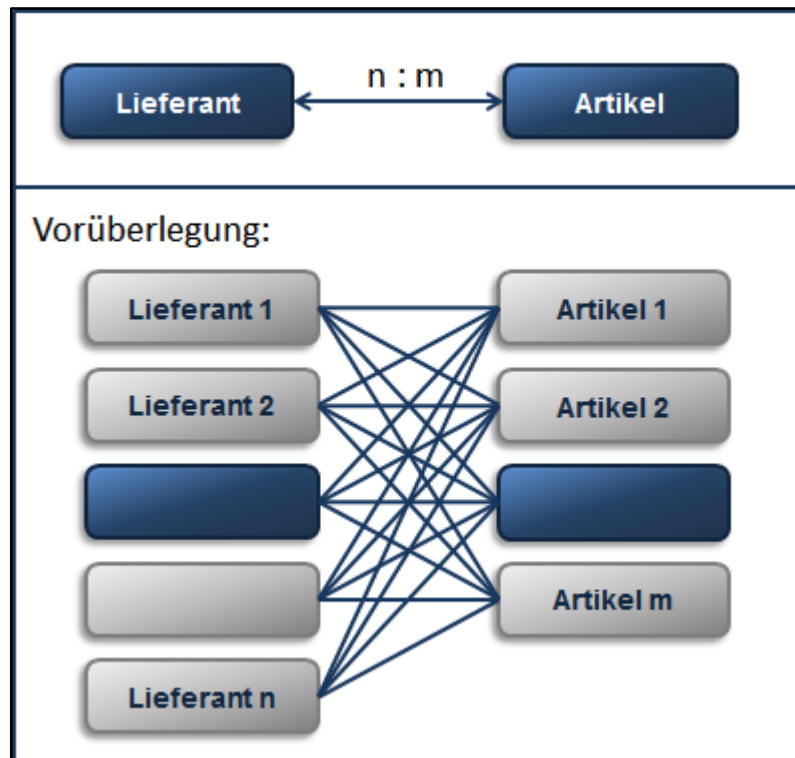 n : m
Lieferant
Artikel
Vorüberlegung:
Lieferant 1
Artikel 1
Lieferant 2
Artikel 2
Artikel m
Lieferant n